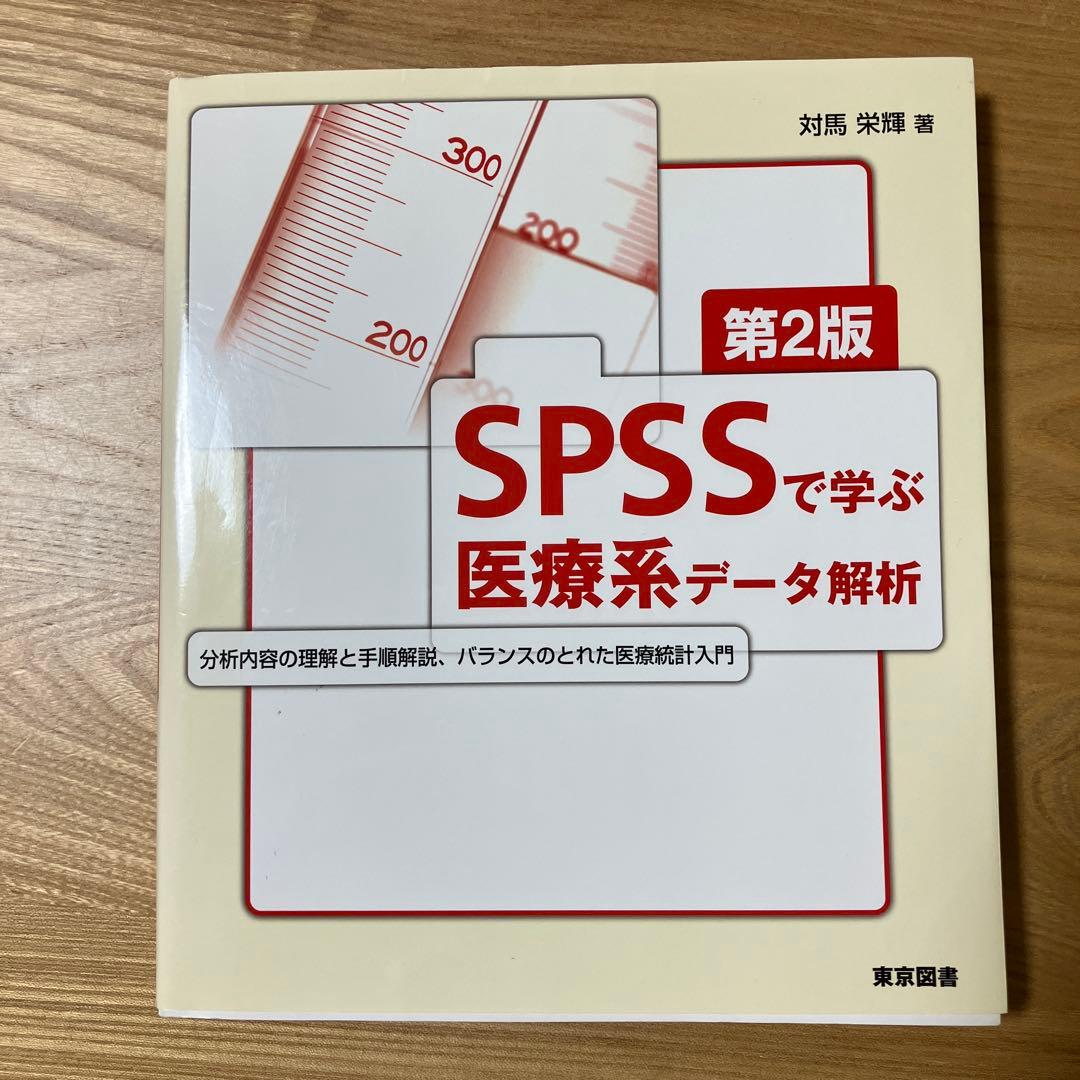 対馬 栄輝 著
300
200
200
300
第2版
SPSSで学ぶ
医療系データ解析
分析内容の理解と手順解説、バランスのとれた医療統計入門
東京図書